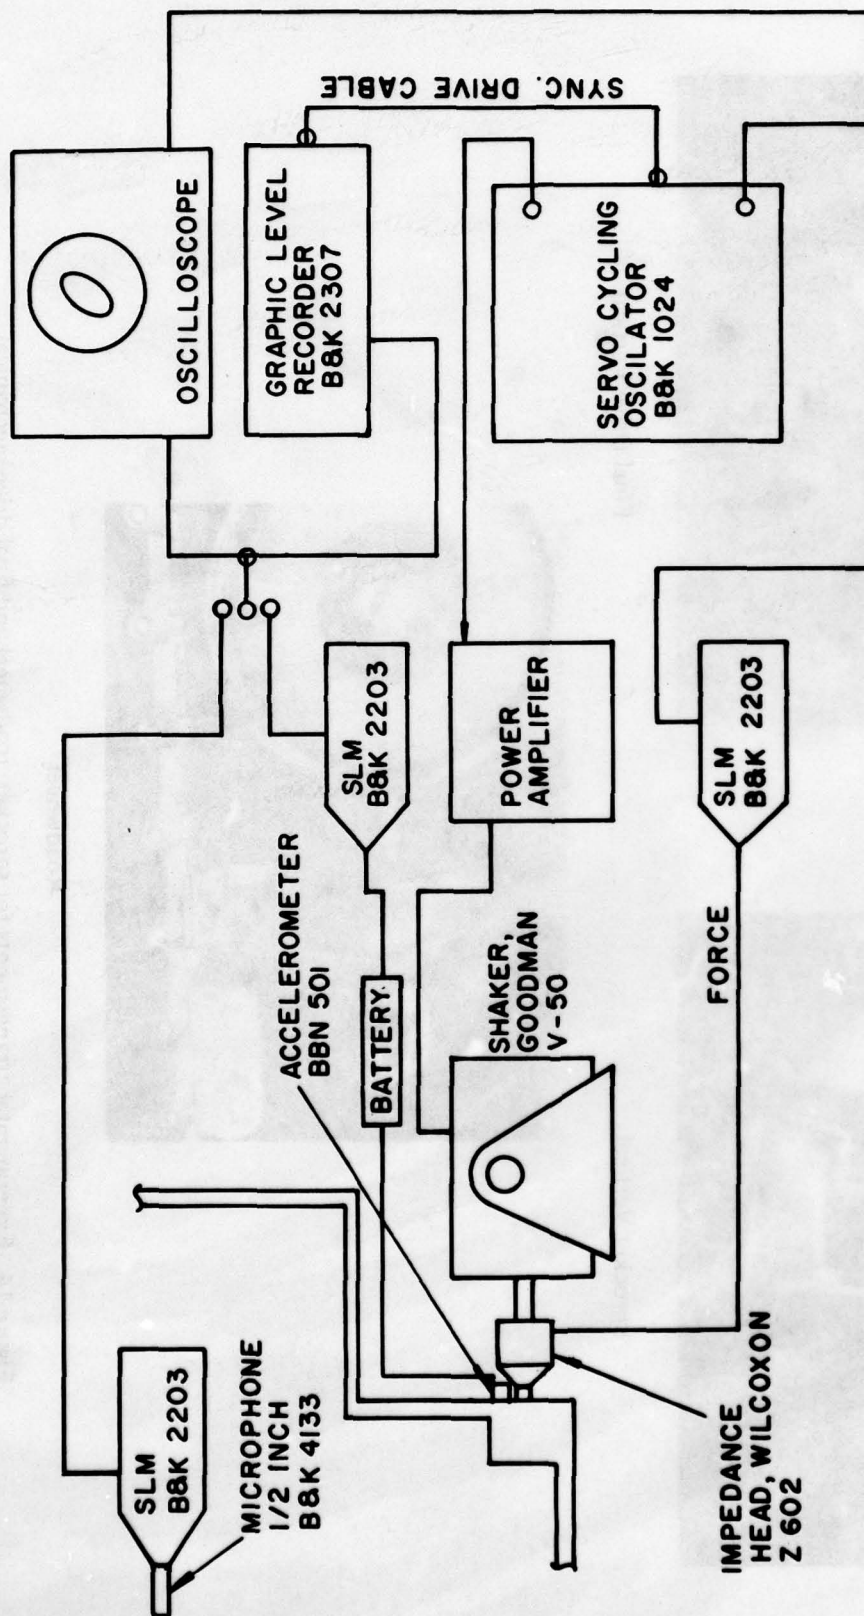 OSCILLOSCOPE
GRAPHIC LEVEL
RECORDER
B&K 2307
SYNC. DRIVE CABLE
SERVO CYCLING
OSCILATOR
B&K 1024
SLM
B&K 2203
POWER
AMPLIFIER
SLM
B&K 2203
ACCELEROMETER
BBN 501
BATTERY
SHAKER,
GOODMAN
V-50
FORCE
SLM
B&K 2203
MICROPHONE
1/2 INCH
B&K 4133
IMPEDANCE
HEAD, WILCOXON
Z 602